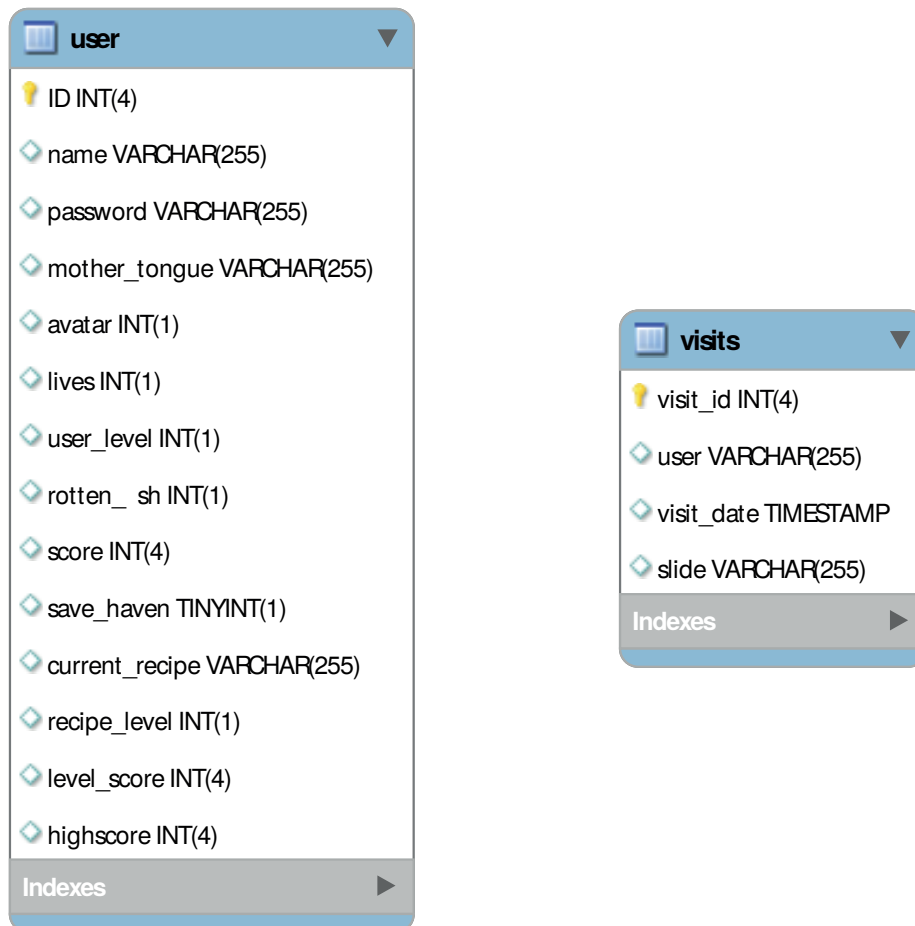 user
ID INT(4)
name VARCHAR(255)
password VARCHAR(255)
mother_tongue VARCHAR(255)
avatar INT(1)
lives INT(1)
user_level INT(1)
rotten_ sh INT(1)
score INT(4)
save_haven TINYINT(1)
current_recipe VARCHAR(255)
recipe_level INT(1)
level_score INT(4)
highscore INT(4)
Indexes
visits
visit_id INT(4)
user VARCHAR(255)
visit_date TIMESTAMP
slide VARCHAR(255)
Indexes